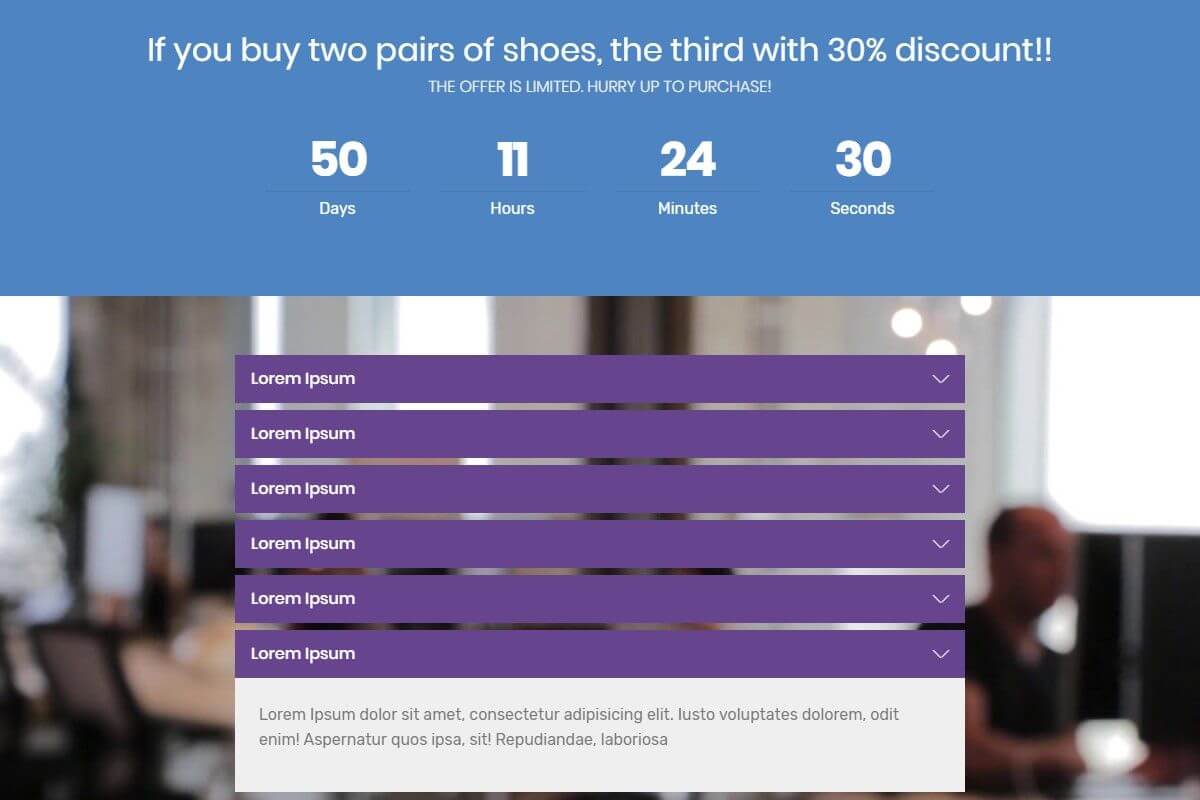 If you buy two pairs of shoes, the third with 30% discount!!
THE OFFER IS LIMITED. HURRY UP TO PURCHASE!
50 11 24 30
Days Hours Minutes Seconds
Lorem Ipsum
Lorem Ipsum
Lorem Ipsum
Lorem Ipsum
Lorem Ipsum
Lorem Ipsum
Lorem Ipsum dolor sit amet, consectetur adipisicing elit. Iusto voluptates dolorem, odit
enim! Aspernatur quos ipsa, sit! Repudiandae, laboriosa